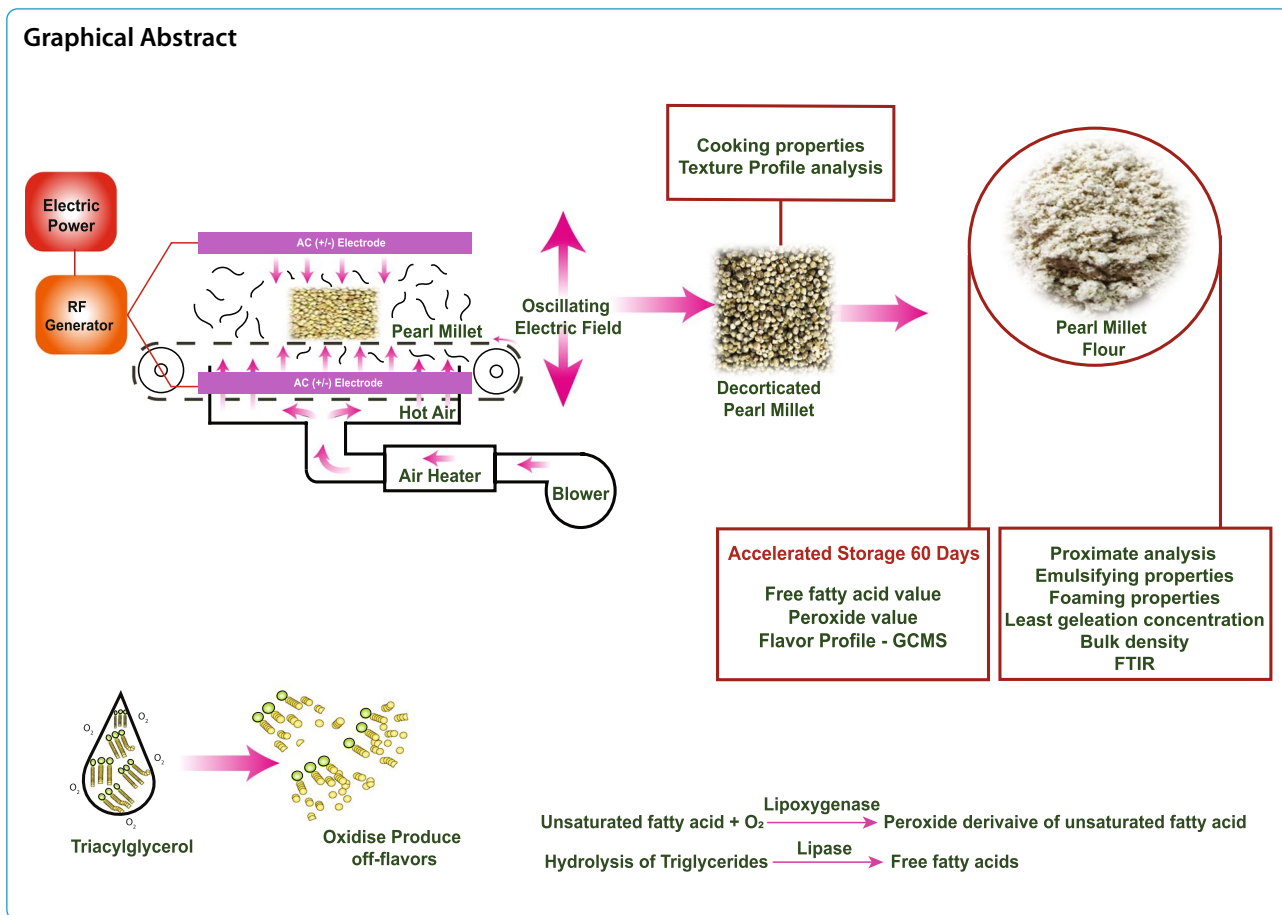 Graphical Abstract
Electric
Power
RF
Generator
AC (+/-) Electrode
Pearl Millet
AC (+/-) Electrode
Hot Air
Air Heater
Blower
Oscillating
Electric Field
Cooking properties
Texture Profile analysis
Decorticated
Pearl Millet
Pearl Millet
Flour
Accelerated Storage 60 Days
Free fatty acid value
Peroxide value
Flavor Profile - GCMS
Proximate analysis
Emulsifying properties
Foaming properties
Least geleation concentration
Bulk density
FTIR
O₂
O₂
O₂
O₂
O₂
O₂
Triacylglycerol
Oxidise Produce
off-flavors
Lipoxygenase
Unsaturated fatty acid + O₂ Peroxide derivaive of unsaturated fatty acid
Lipase
Hydrolysis of Triglycerides Free fatty acids